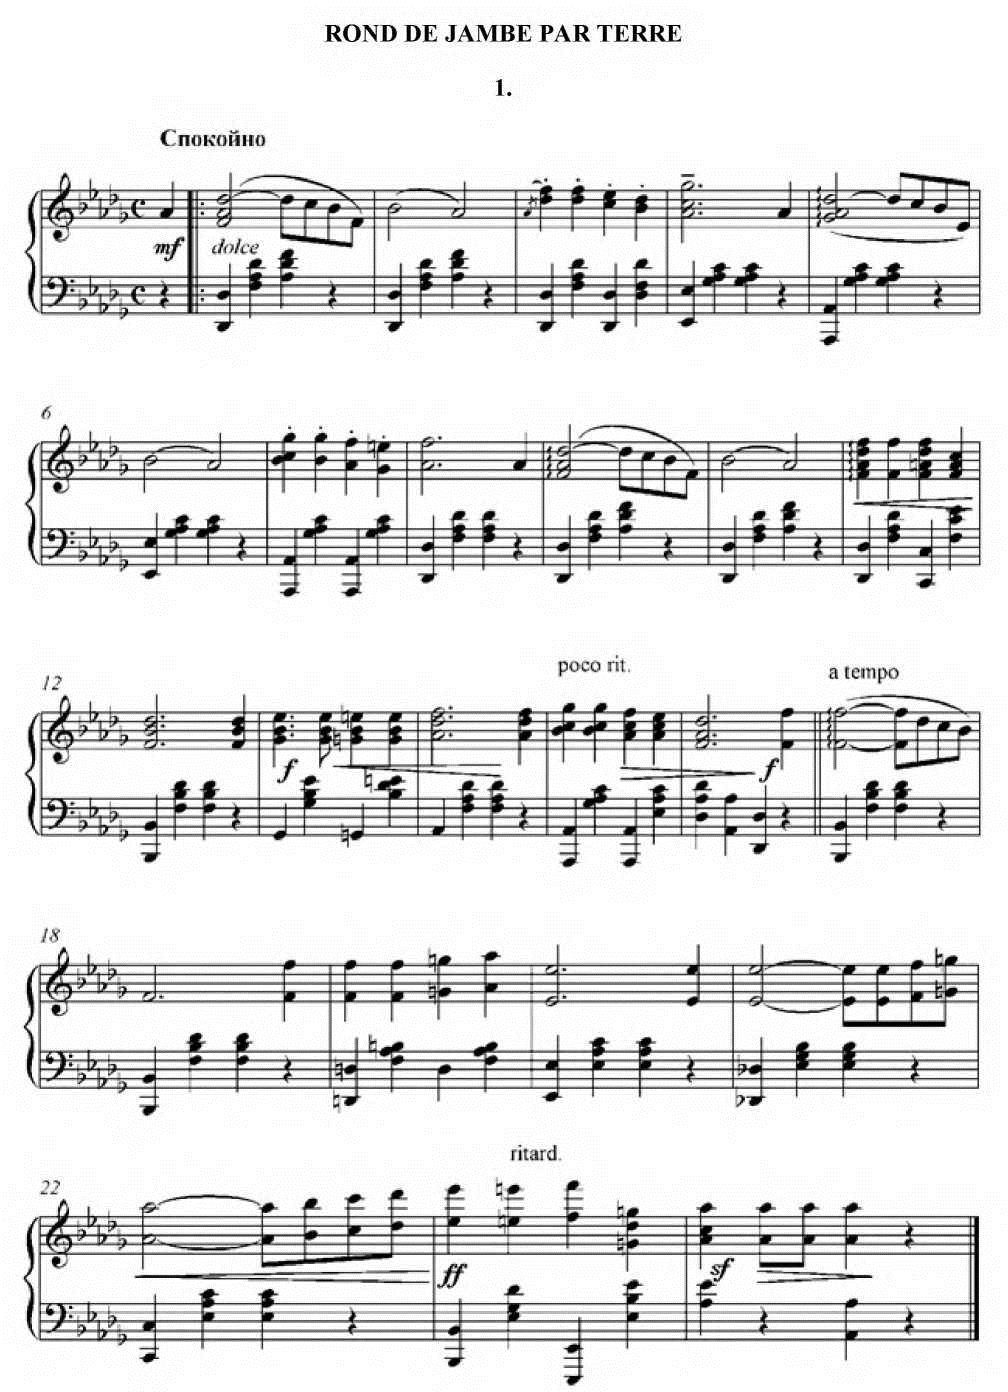 ROND DE JAMBE PAR TERRE
1.
Спокойно
mf dolce
6
12
poco rit.
a tempo
f
f
18
22
ritard.
ff
sf